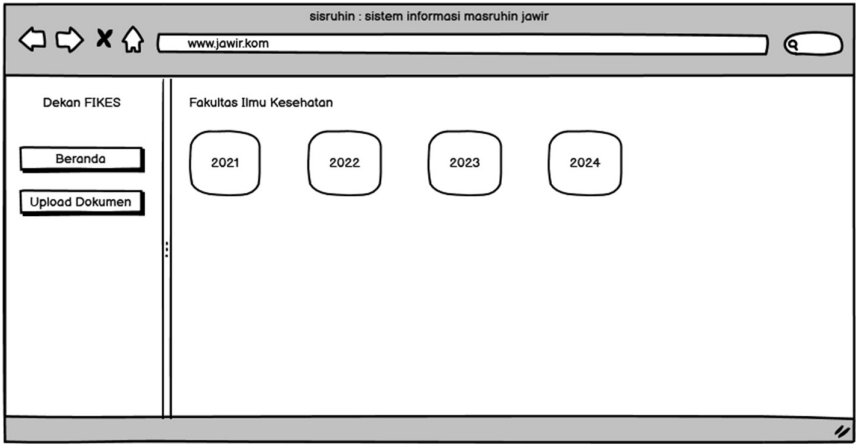 sisruhin : sistem informasi masruhin jawir
www.jawir.kom
Dekan FIKES
Beranda
Upload Dokumen
Fakultas Ilmu Kesehatan
2021
2022
2023
2024